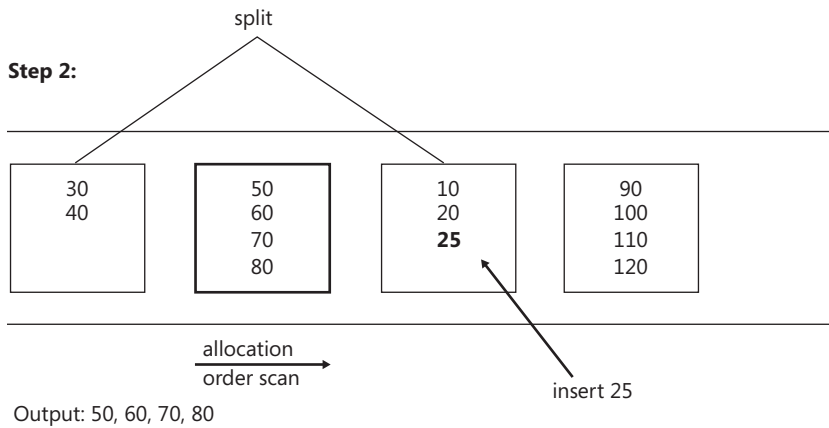 split
Step 2:
30
40
50
60
70
80
10
20
25
90
100
110
120
allocation
order scan
insert 25
Output: 50, 60, 70, 80